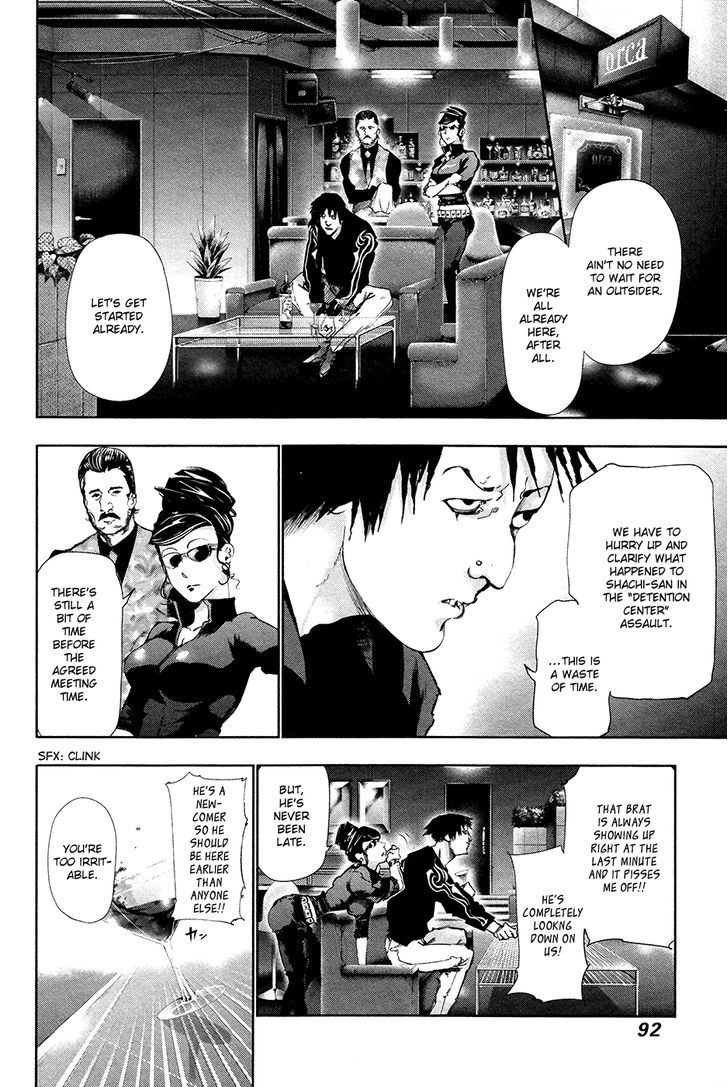 orca
orca
THERE
AIN'T NO NEED
TO WAIT FOR
AN OUTSIDER.
WE'RE
ALL
ALREADY
HERE,
AFTER
ALL.
LET'S GET
STARTED
ALREADY.
WE HAVE TO
HURRY UP AND
CLARIFY WHAT
HAPPENED TO
SHACHI-SAN IN
THE "DETENTION
CENTER"
ASSAULT.
...THIS IS
A WASTE
OF TIME.
THERE'S
STILL A
BIT OF
TIME
BEFORE
THE
AGREED
MEETING
TIME.
THAT BRAT
IS ALWAYS
SHOWING UP
RIGHT AT THE
LAST MINUTE
AND IT PISSES
ME OFF!!
HE'S
COMPLETELY
LOOKNG
DOWN ON
US!
BUT,
HE'S
NEVER
BEEN
LATE.
SFX: CLINK
HE'S A
NEW-
COMER
SO HE
SHOULD
BE HERE
EARLIER
THAN
ANYONE
ELSE!!
カン
YOU'RE
TOO IRRIT-
ABLE.
92